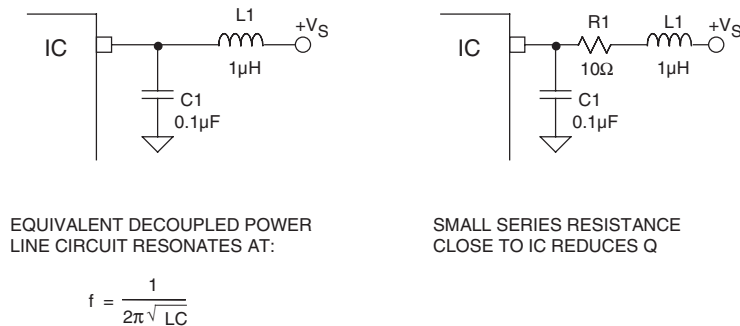 IC
L1
+VS
1µH
C1
0.1µF
IC
R1
L1
+VS
10Ω
1µH
C1
0.1µF
EQUIVALENT DECOUPLED POWER
LINE CIRCUIT RESONATES AT:
f = 1 / 2π√LC
SMALL SERIES RESISTANCE
CLOSE TO IC REDUCES Q